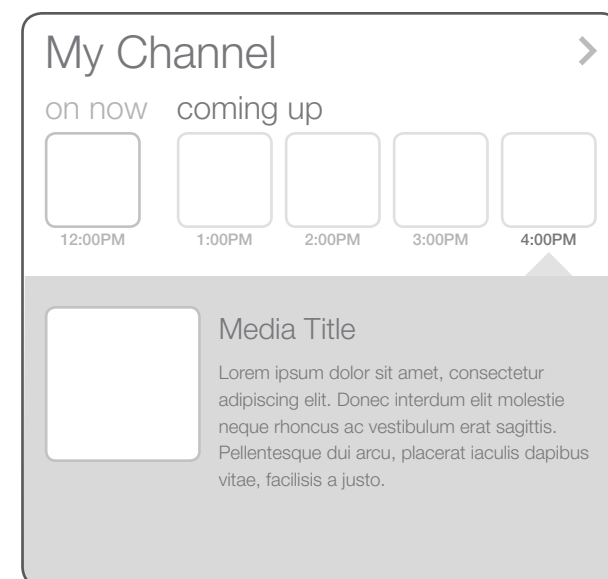 My Channel
on now coming up
12:00PM 1:00PM 2:00PM 3:00PM 4:00PM
Media Title
Lorem ipsum dolor sit amet, consectetur
adipiscing elit. Donec interdum elit molestie
neque rhoncus ac vestibulum erat sagittis.
Pellentesque dui arcu, placerat iaculis dapibus
vitae, facilisis a justo.